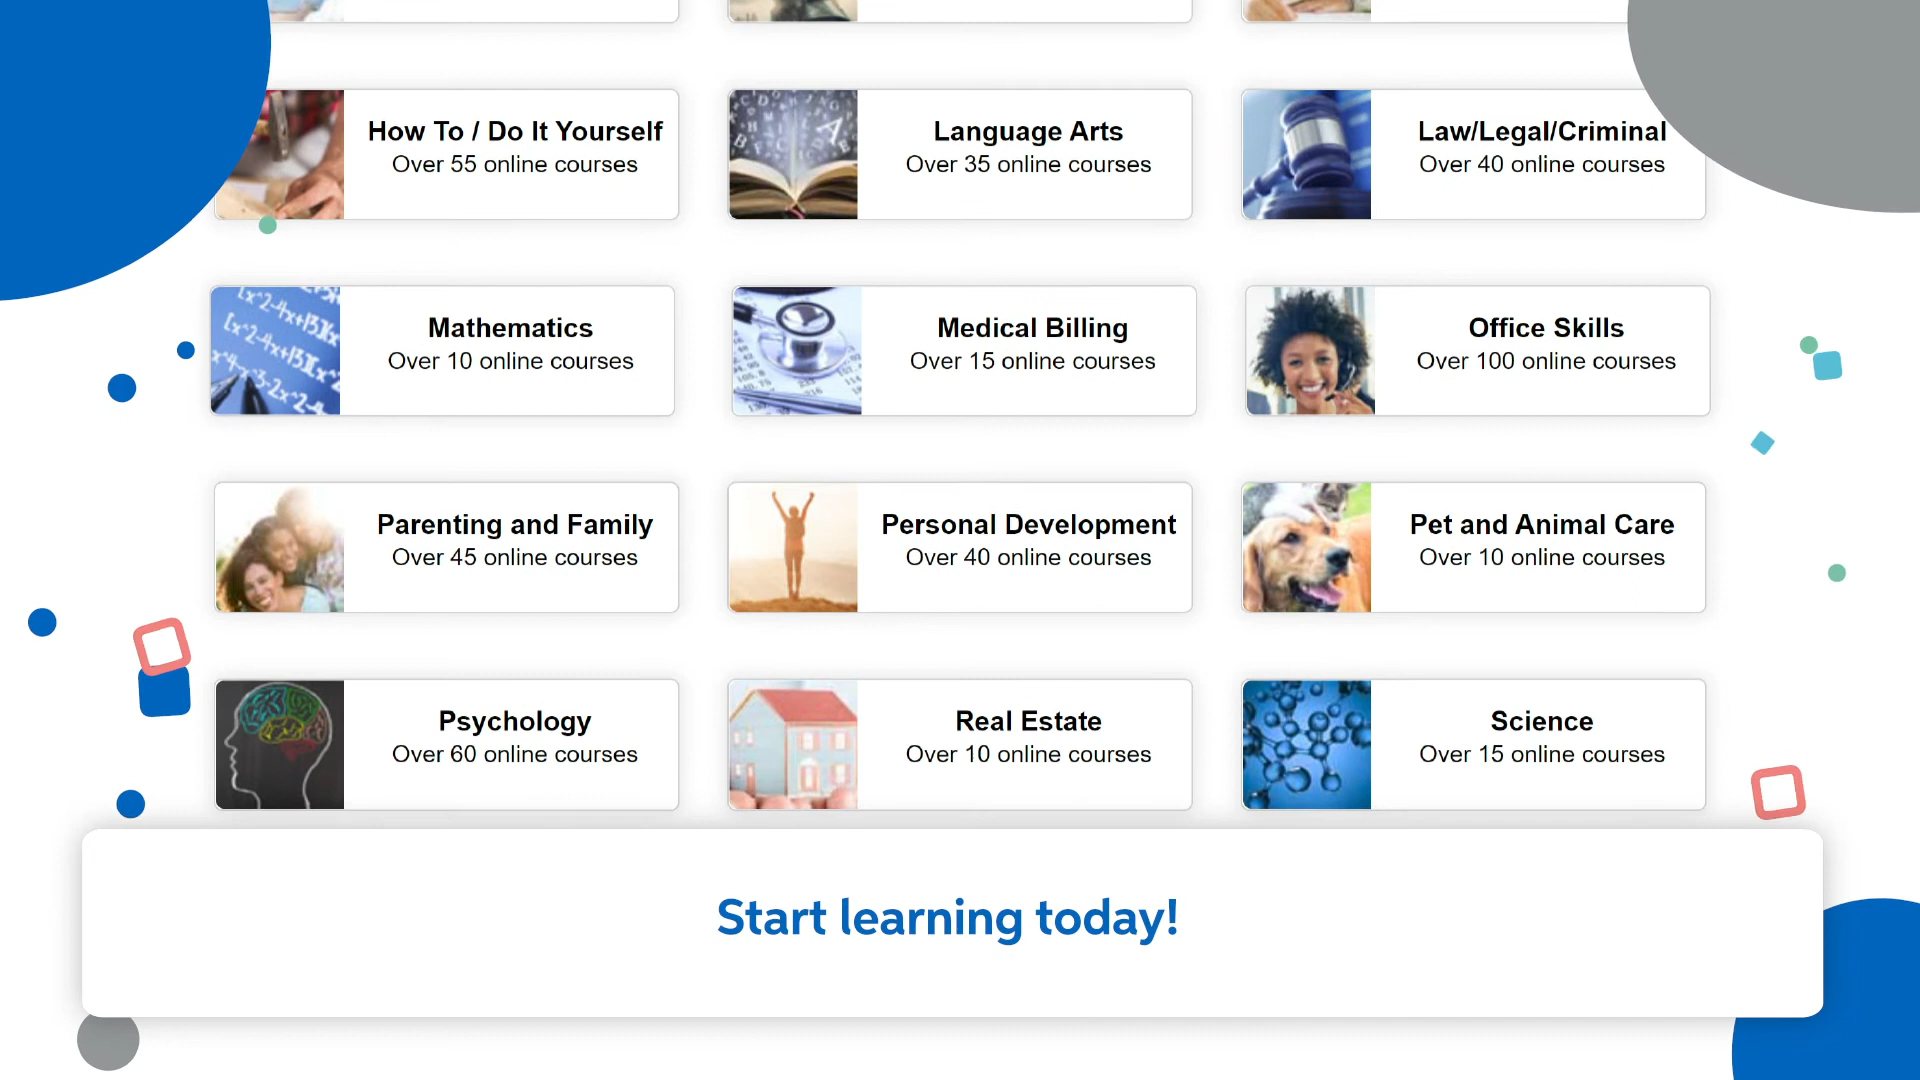 How To / Do It Yourself
Over 55 online courses
Language Arts
Over 35 online courses
Law/Legal/Criminal
Over 40 online courses
Mathematics
Over 10 online courses
Medical Billing
Over 15 online courses
Office Skills
Over 100 online courses
Parenting and Family
Over 45 online courses
Personal Development
Over 40 online courses
Pet and Animal Care
Over 10 online courses
Psychology
Over 60 online courses
Real Estate
Over 10 online courses
Science
Over 15 online courses
Start learning today!